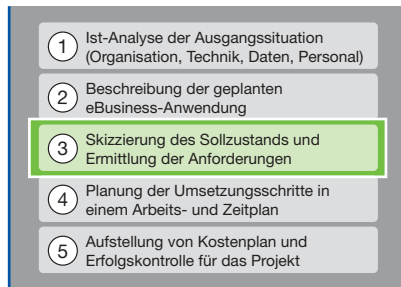 1 Ist-Analyse der Ausgangssituation
(Organisation, Technik, Daten, Personal)
2 Beschreibung der geplanten
eBusiness-Anwendung
3 Skizzierung des Sollzustands und
Ermittlung der Anforderungen
4 Planung der Umsetzungsschritte in
einem Arbeits- und Zeitplan
5 Aufstellung von Kostenplan und
Erfolgskontrolle für das Projekt